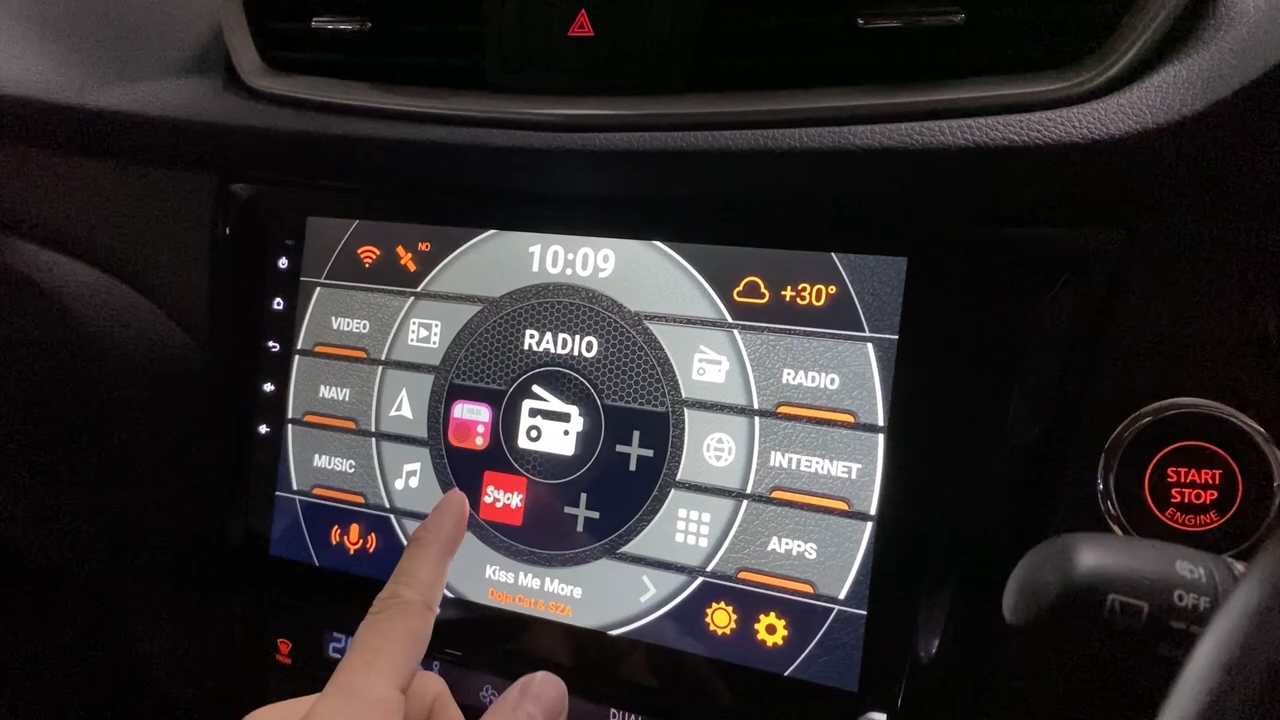 10:09
NO
+30°
VIDEO
RADIO
RADIO
NAVI
MUSIC
INTERNET
syok
APPS
Kiss Me More
Doja Cat & SZA
START
STOP
ENGINE
OFF